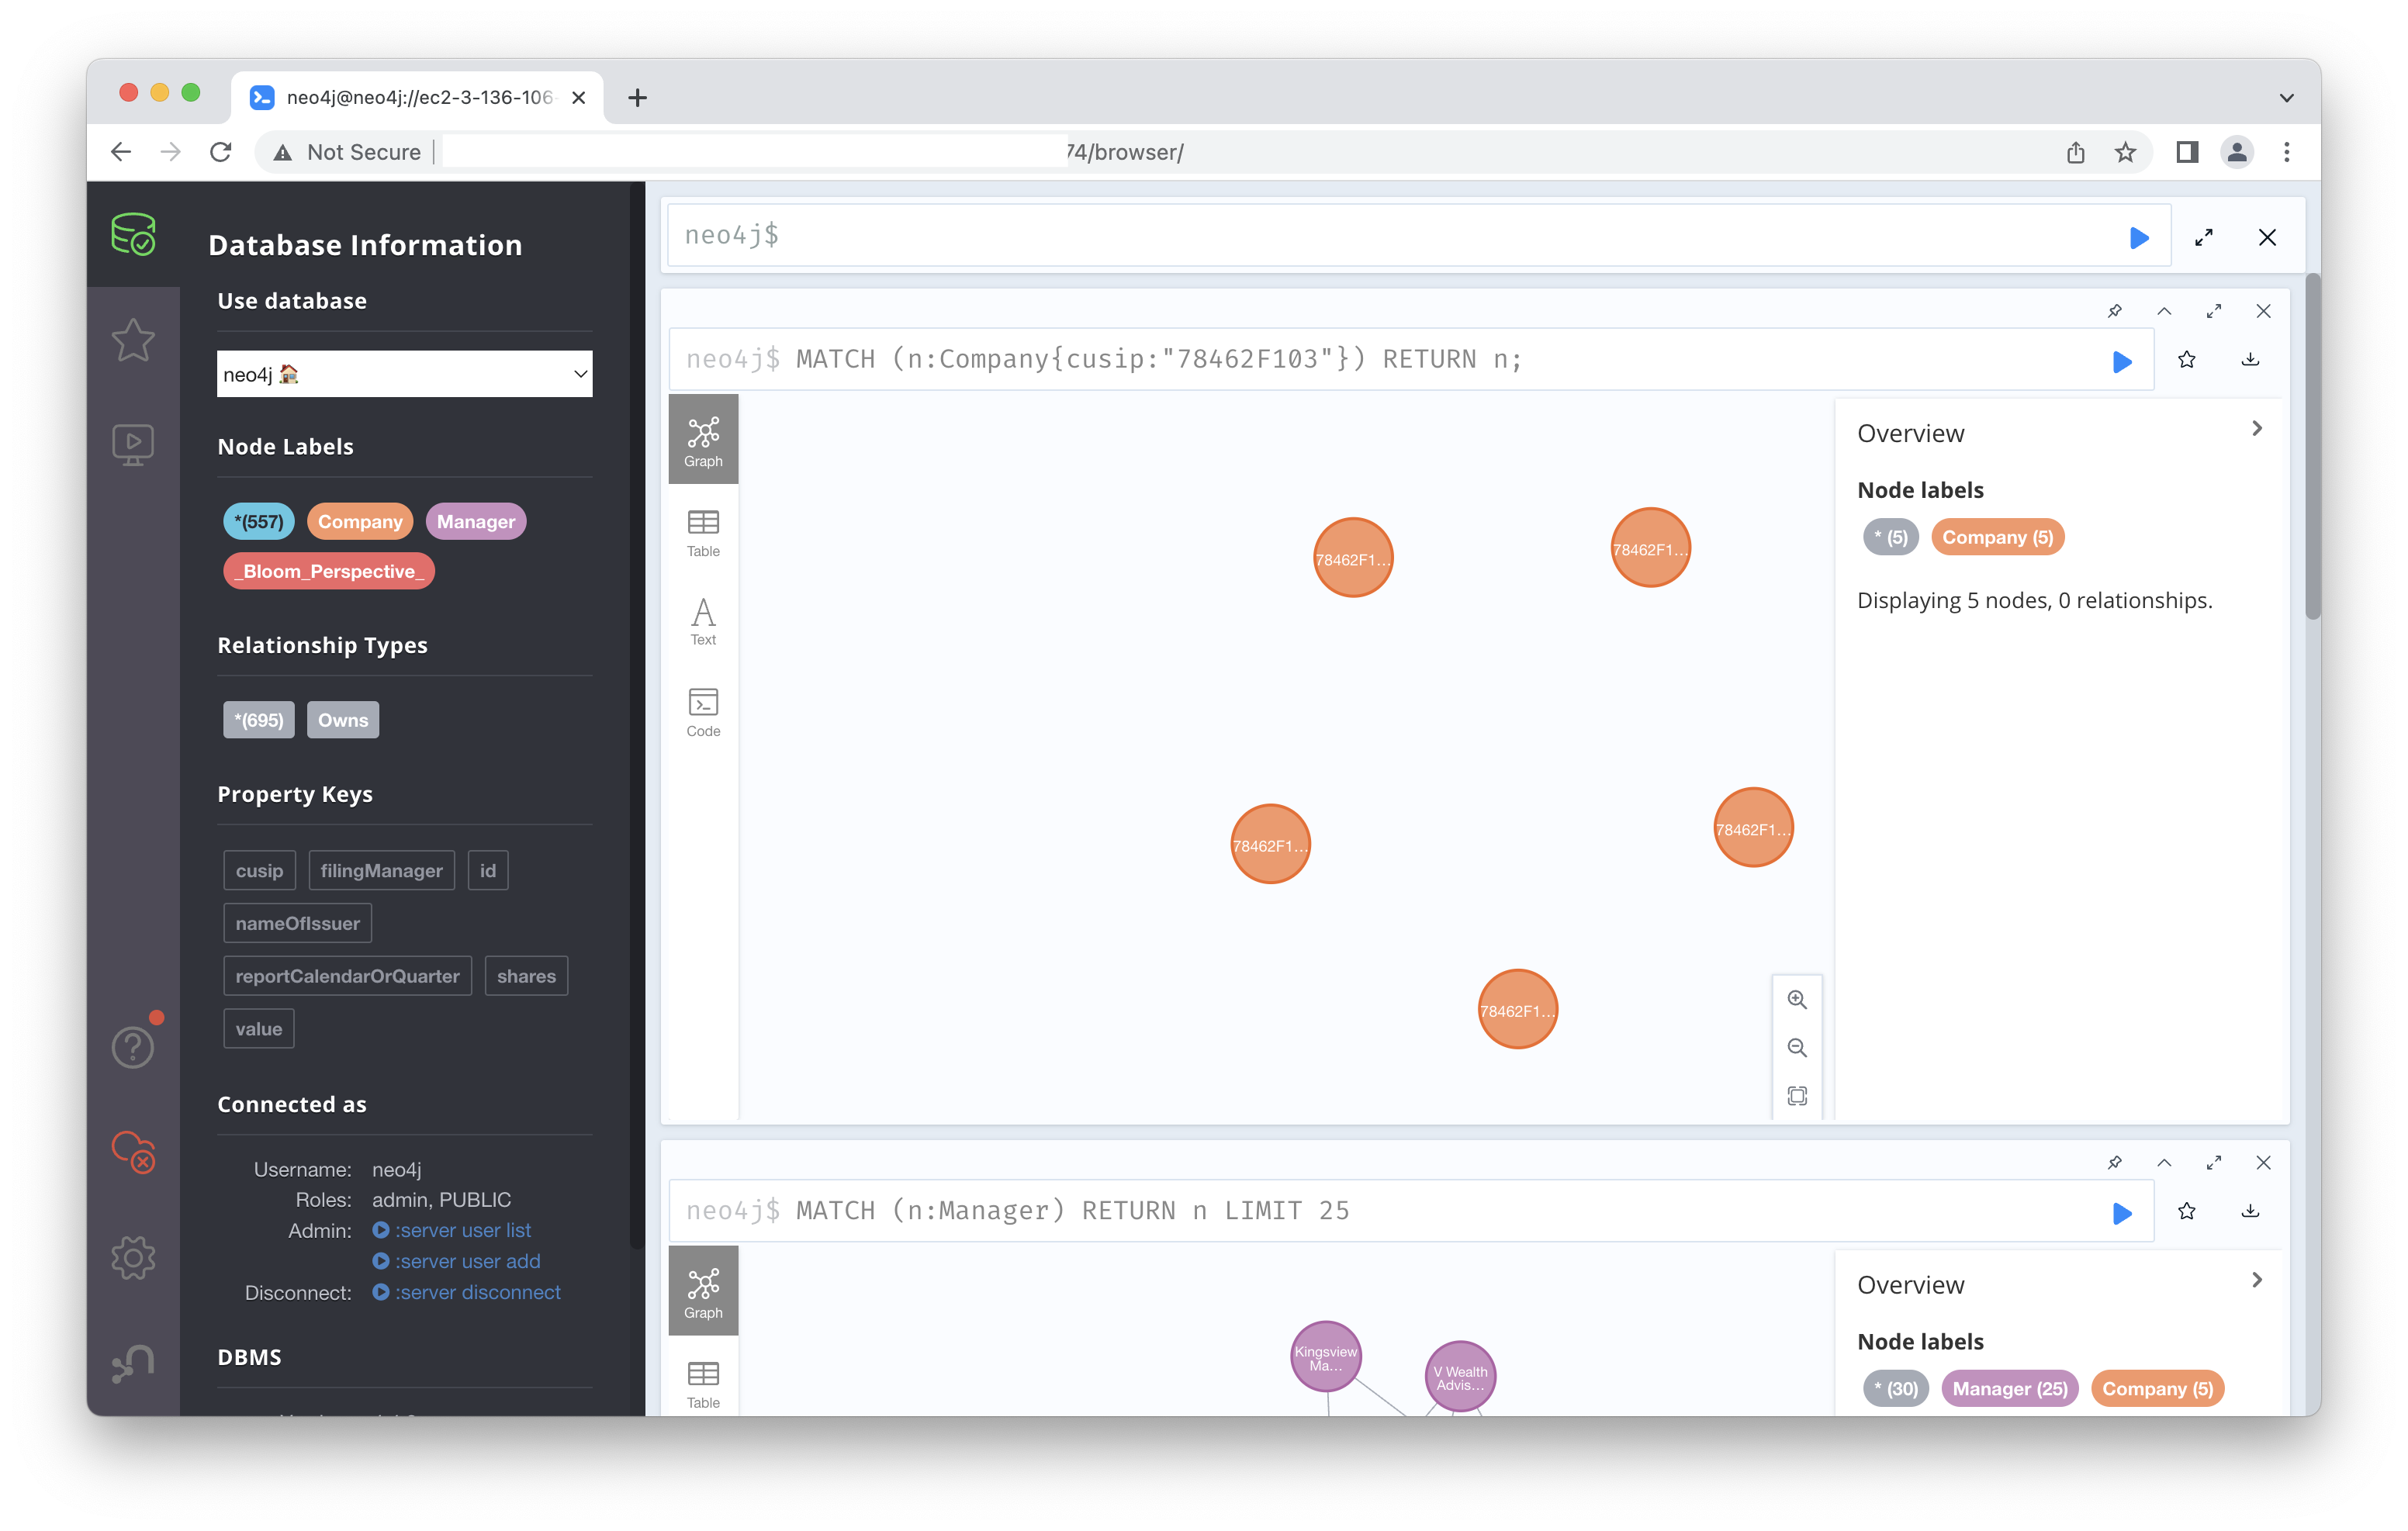 neo4j@neo4j://ec2-3-136-106
Not Secure
74/browser/
Database Information
Use database
neo4j
Node Labels
*(557) Company Manager
_Bloom_Perspective_
Relationship Types
*(695) Owns
Property Keys
cusip filingManager id
nameOfIssuer
reportCalendarOrQuarter shares
value
Connected as
Username: neo4j
Roles: admin, PUBLIC
Admin: :server user list
:server user add
Disconnect: :server disconnect
DBMS
neo4j$
neo4j$ MATCH (n:Company{cusip:"78462F103"}) RETURN n;
Graph
Table
Text
Code
78462F1...
78462F1...
78462F1...
78462F1...
78462F1...
Overview
Node labels
* (5) Company (5)
Displaying 5 nodes, 0 relationships.
neo4j$ MATCH (n:Manager) RETURN n LIMIT 25
Graph
Table
Kingsview
Ma...
V Wealth
Advis...
Overview
Node labels
* (30) Manager (25) Company (5)